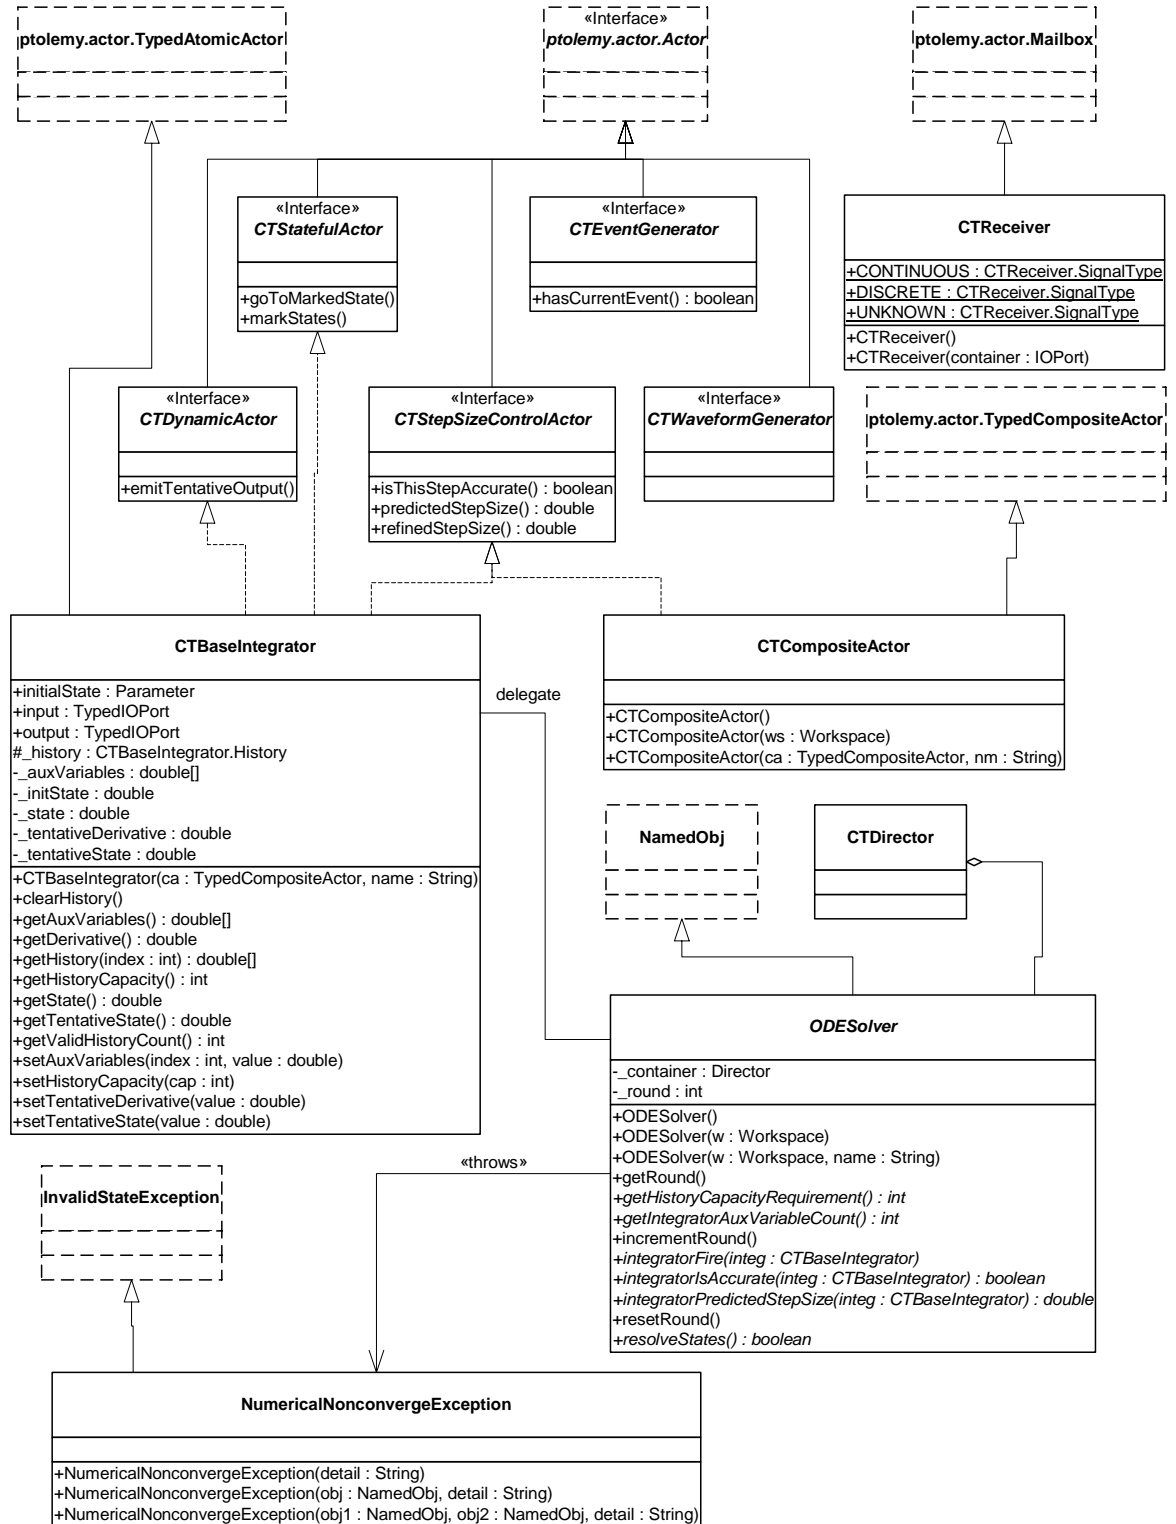 ptolemy.actor.TypedAtomicActor
«Interface»
ptolemy.actor.Actor
ptolemy.actor.Mailbox
«Interface»
CTStatefulActor
+goToMarkedState()
+markStates()
«Interface»
CTEventGenerator
+hasCurrentEvent() : boolean
CTReceiver
+CONTINUOUS : CTReceiver.SignalType
+DISCRETE : CTReceiver.SignalType
+UNKNOWN : CTReceiver.SignalType
+CTReceiver()
+CTReceiver(container : IOPort)
«Interface»
CTDynamicActor
+emitTentativeOutput()
«Interface»
CTStepSizeControlActor
+isThisStepAccurate() : boolean
+predictedStepSize() : double
+refinedStepSize() : double
«Interface»
CTWaveformGenerator
ptolemy.actor.TypedCompositeActor
CTBaseIntegrator
+initialState : Parameter
+input : TypedIOPort
+output : TypedIOPort
#_history : CTBaseIntegrator.History
-_auxVariables : double[]
-_initState : double
-_state : double
-_tentativeDerivative : double
-_tentativeState : double
+CTBaseIntegrator(ca : TypedCompositeActor, name : String)
+clearHistory()
+getAuxVariables() : double[]
+getDerivative() : double
+getHistory(index : int) : double[]
+getHistoryCapacity() : int
+getState() : double
+getTentativeState() : double
+getValidHistoryCount() : int
+setAuxVariables(index : int, value : double)
+setHistoryCapacity(cap : int)
+setTentativeDerivative(value : double)
+setTentativeState(value : double)
delegate
CTCompositeActor
+CTCompositeActor()
+CTCompositeActor(ws : Workspace)
+CTCompositeActor(ca : TypedCompositeActor, nm : String)
NamedObj
CTDirector
ODESolver
-_container : Director
-_round : int
+ODESolver()
+ODESolver(w : Workspace)
+ODESolver(w : Workspace, name : String)
+getRound()
+getHistoryCapacityRequirement() : int
+getIntegratorAuxVariableCount() : int
+incrementRound()
+integratorFire(integ : CTBaseIntegrator)
+integratorIsAccurate(integ : CTBaseIntegrator) : boolean
+integratorPredictedStepSize(integ : CTBaseIntegrator) : double
+resetRound()
+resolveStates() : boolean
«throws»
InvalidStateException
NumericalNonconvergeException
+NumericalNonconvergeException(detail : String)
+NumericalNonconvergeException(obj : NamedObj, detail : String)
+NumericalNonconvergeException(obj1 : NamedObj, obj2 : NamedObj, detail : String)